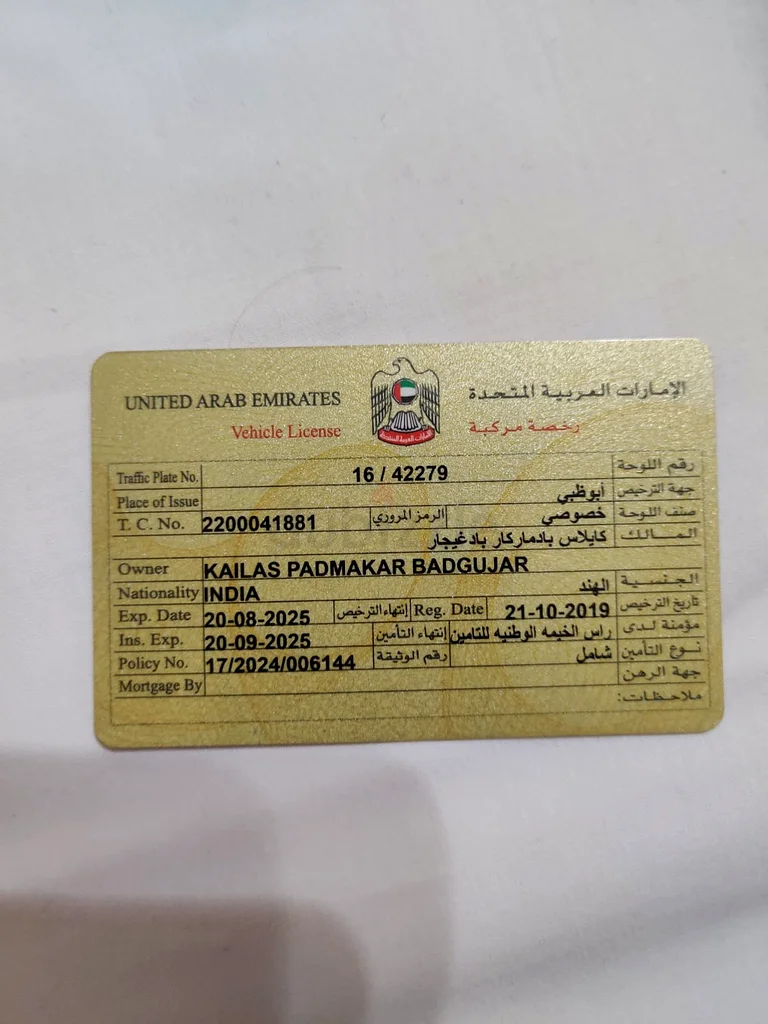 UNITED ARAB EMIRATES الإمارات العربية المتحدة
Vehicle License رخصة مركبة
Traffic Plate No. 16 / 42279 رقم اللوحة
Place of Issue أبوظبي جهة الترخيص
T. C. No. 2200041881 الرمز المروري خصوصي صنف اللوحة
كايلاس بادماركار بادغيجار المالك
Owner KAILAS PADMAKAR BADGUJAR
Nationality INDIA الهند الجنسية
Exp. Date 20-08-2025 إنتهاء الترخيص Reg. Date 21-10-2019 تاريخ الترخيص
Ins. Exp. 20-09-2025 إنتهاء التأمين راس الخيمه الوطنيه للتامين مؤمنة لدى
Policy No. 17/2024/006144 رقم الوثيقة شامل نوع التأمين
Mortgage By جهة الرهن
ملاحظات: